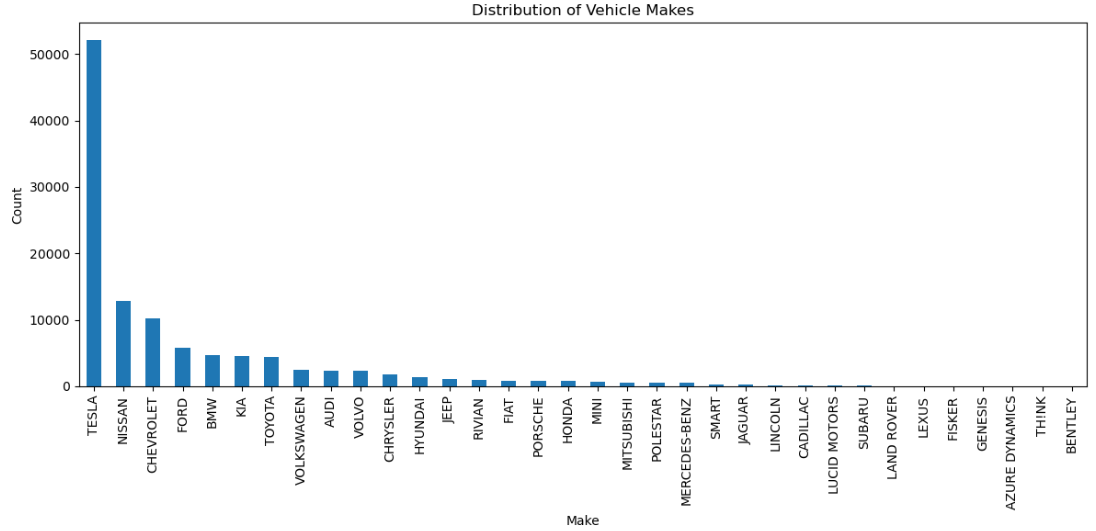 Distribution of Vehicle Makes
Count
50000
40000
30000
20000
10000
0
TESLA
NISSAN
CHEVROLET
FORD
BMW
KIA
TOYOTA
VOLKSWAGEN
AUDI
VOLVO
CHRYSLER
HYUNDAI
JEEP
RIVIAN
FIAT
PORSCHE
HONDA
MINI
MITSUBISHI
POLESTAR
MERCEDES-BENZ
SMART
JAGUAR
LINCOLN
CADILLAC
LUCID MOTORS
SUBARU
LAND ROVER
LEXUS
FISKER
GENESIS
AZURE DYNAMICS
TH!NK
BENTLEY
Make